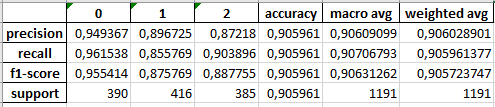 0 1 2 accuracy macro avg weighted avg
precision 0,949367 0,896725 0,87218 0,905961 0,90609099 0,906028901
recall 0,961538 0,855769 0,903896 0,905961 0,90706793 0,905961377
f1-score 0,955414 0,875769 0,887755 0,905961 0,90631262 0,905723747
support 390 416 385 0,905961 1191 1191